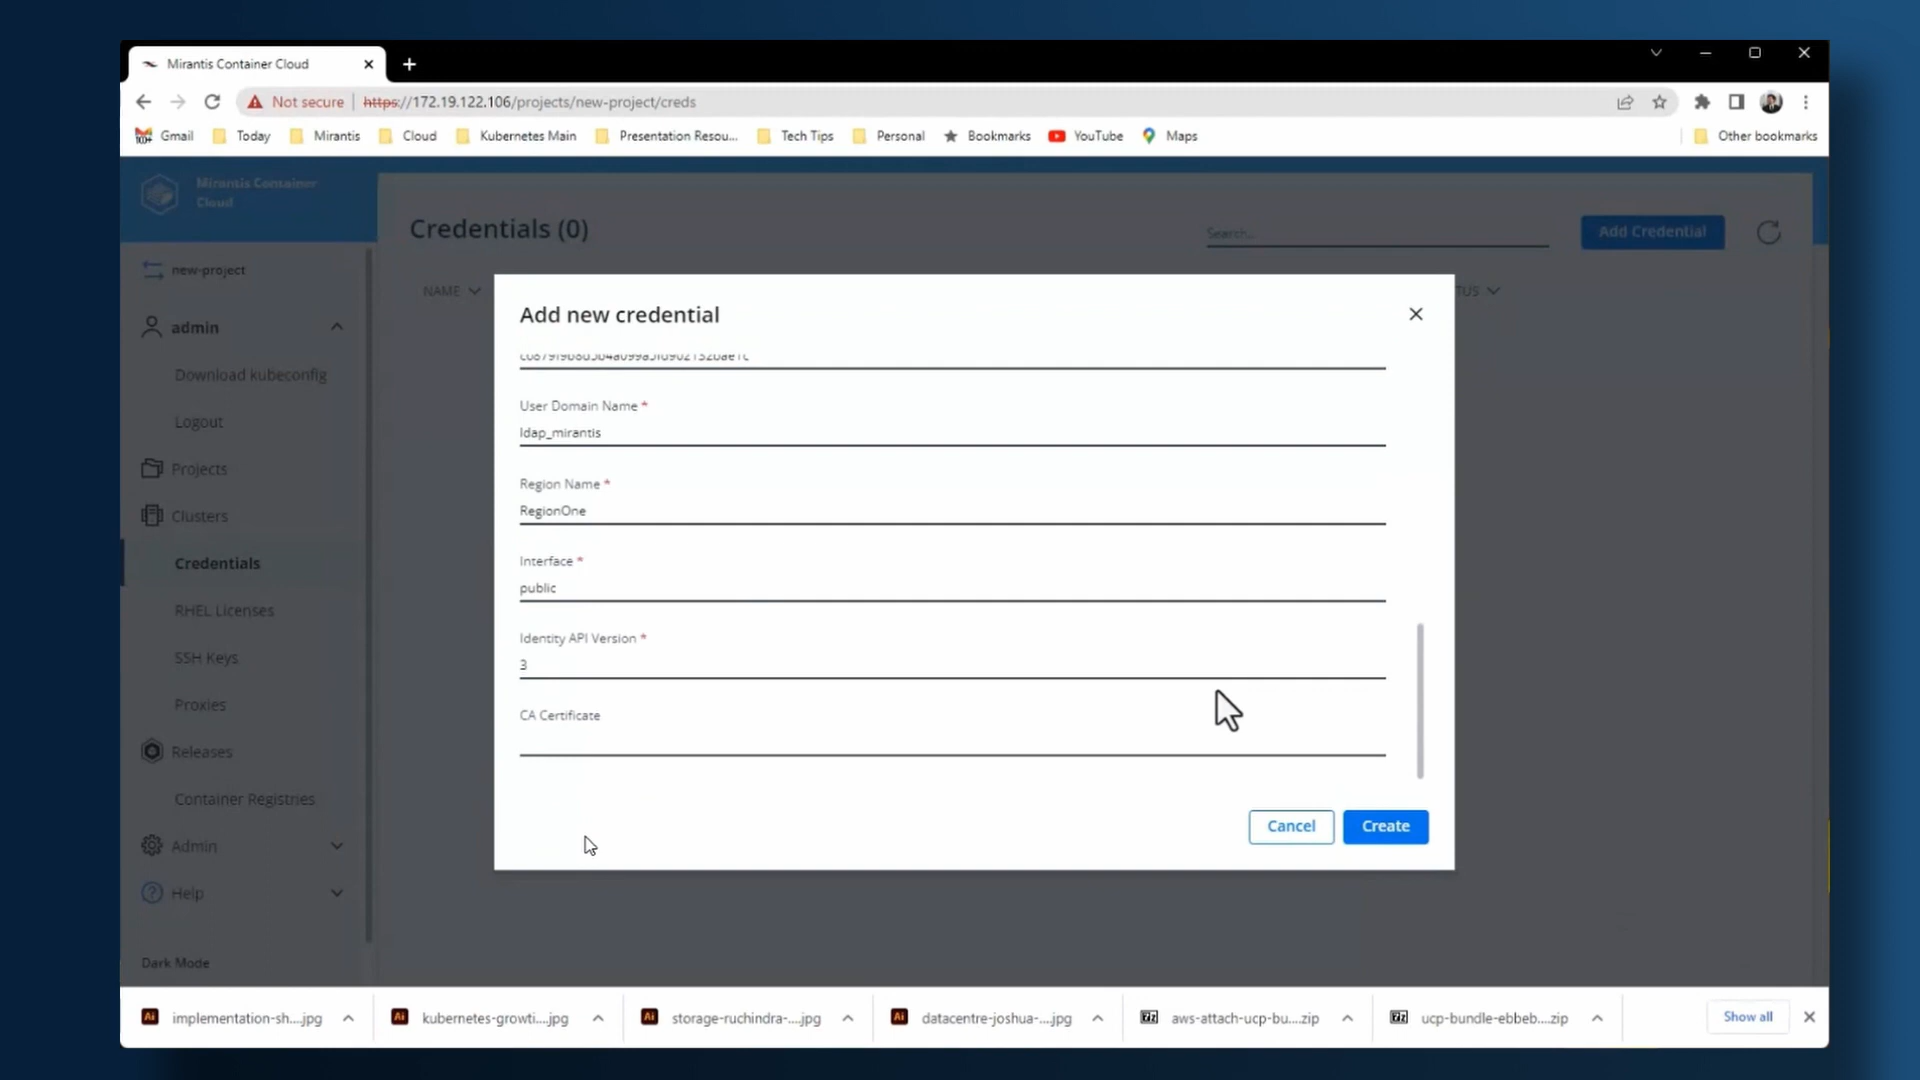 Mirantis Container Cloud
Not secure | https://172.19.122.106/projects/new-project/creds
Gmail Today Mirantis Cloud Kubernetes Main Presentation Resou... Tech Tips Personal Bookmarks YouTube Maps Other bookmarks
Mirantis Container
Cloud
new-project
admin
Download kubeconfig
Logout
Projects
Clusters
Credentials
RHEL Licenses
SSH Keys
Proxies
Releases
Container Registries
Admin
Help
Dark Mode
Credentials (0)
Search...
Add Credential
NAME
TUS
Add new credential
User Domain Name *
ldap_mirantis
Region Name *
RegionOne
Interface *
public
Identity API Version *
3
CA Certificate
Cancel
Create
implementation-sh....jpg
kubernetes-growti....jpg
storage-ruchindra-....jpg
datacentre-joshua-....jpg
aws-attach-ucp-bu....zip
ucp-bundle-ebbeb....zip
Show all